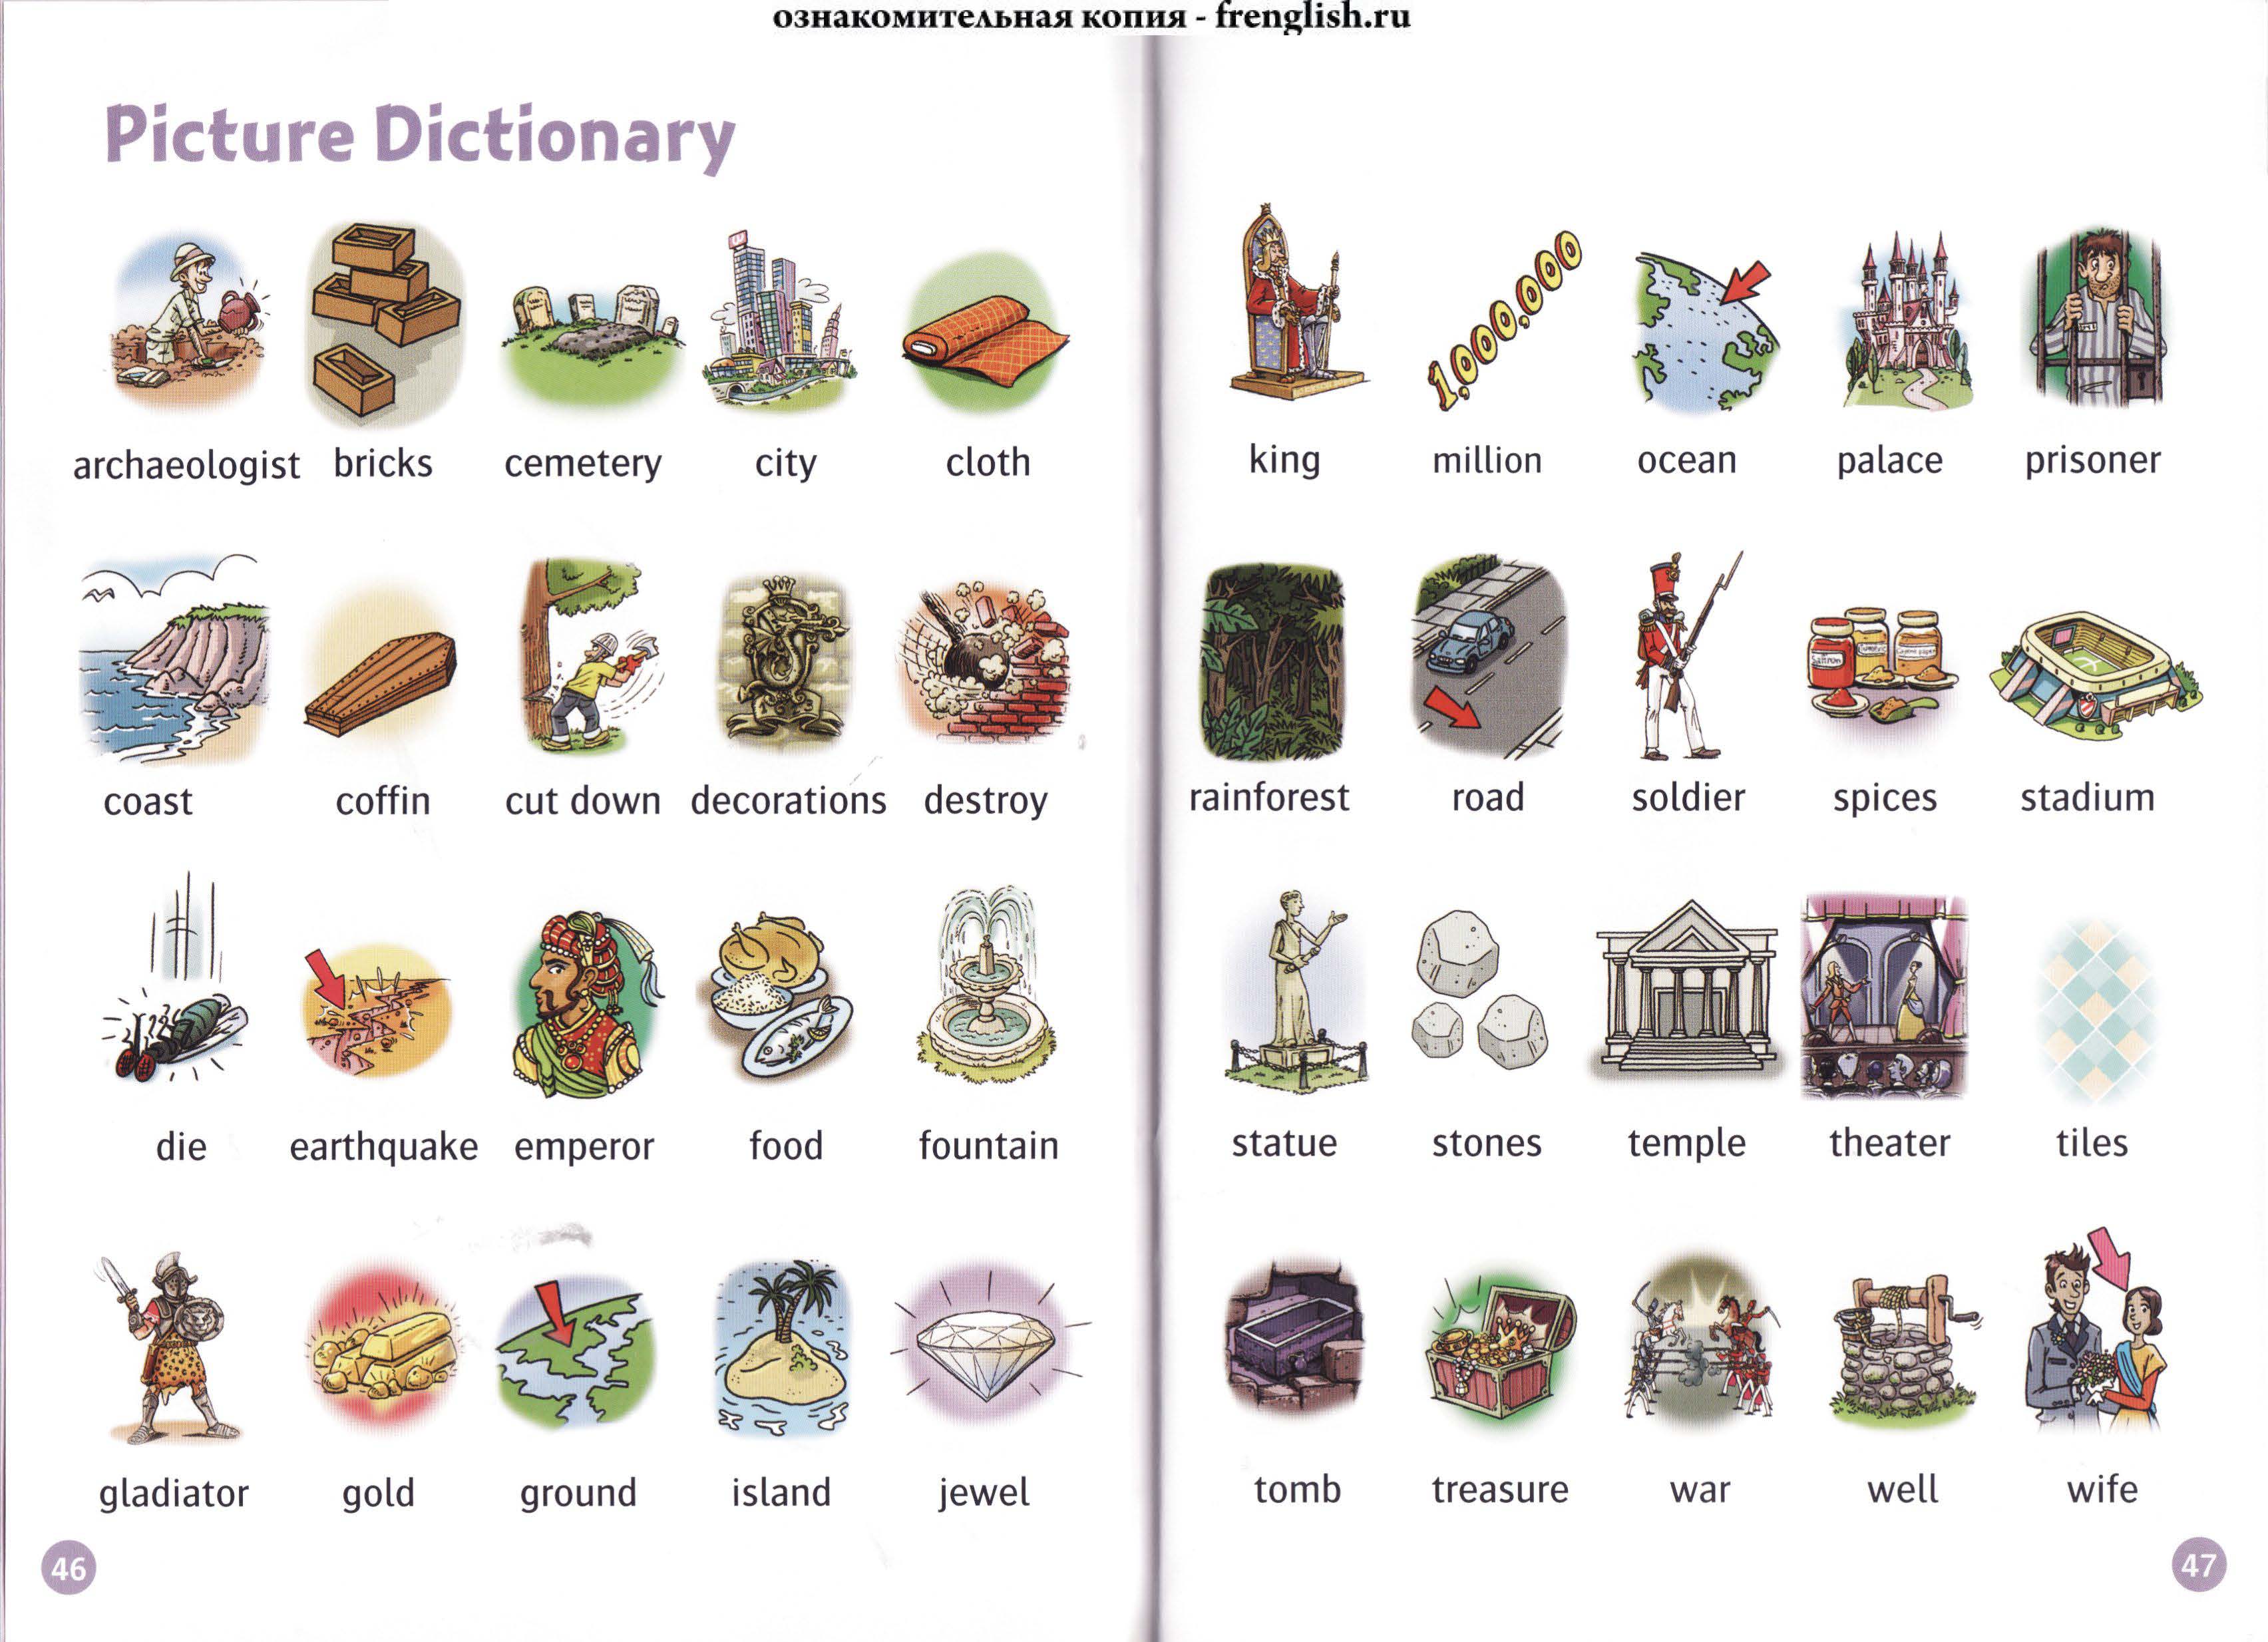 ознакомительная копия - frenglish.ru
Picture Dictionary
archaeologist bricks cemetery city cloth
coast coffin cut down decorations destroy
die earthquake emperor food fountain
gladiator gold ground island jewel
46
1,000,000
king million ocean palace prisoner
Saffron
rainforest road soldier spices stadium
statue stones temple theater tiles
tomb treasure war well wife
47